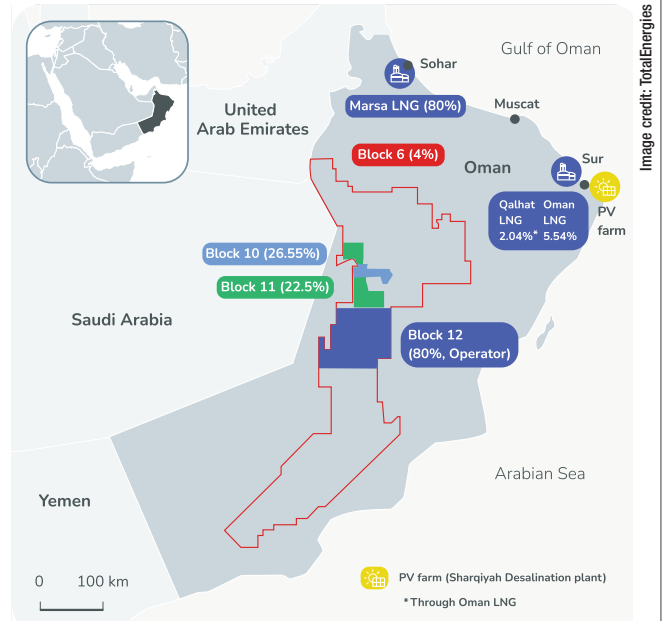 Image credit: TotalEnergies
Gulf of Oman
Sohar
Marsa LNG (80%)
United
Arab Emirates
Muscat
Block 6 (4%)
Oman
Sur
Qalhat Oman
LNG LNG
2.04%* 5.54%
PV
farm
Block 10 (26.55%)
Block 11 (22.5%)
Saudi Arabia
Block 12
(80%, Operator)
Arabian Sea
Yemen
0 100 km
PV farm (Sharqiyah Desalination plant)
*Through Oman LNG